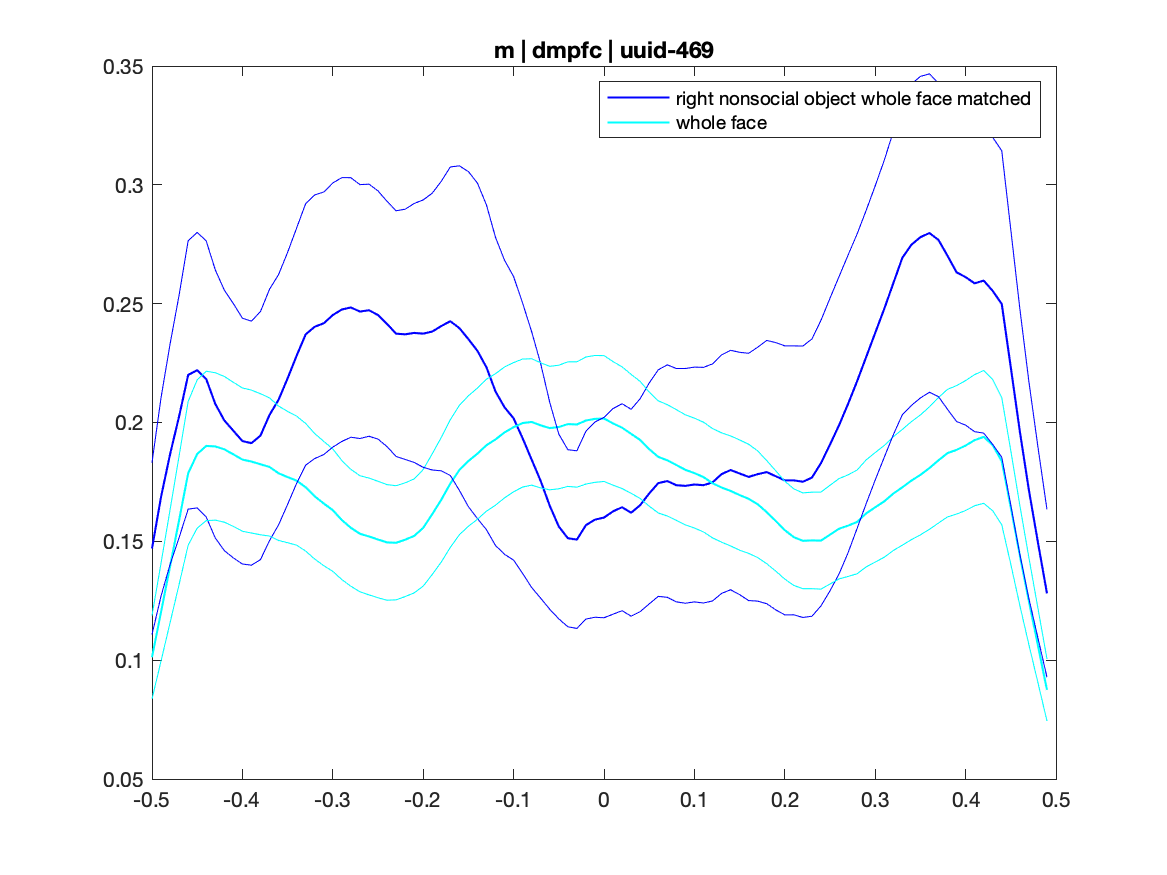 m | dmpfc | uuid-469
right nonsocial object whole face matched
whole face
0.35
0.3
0.25
0.2
0.15
0.1
0.05
-0.5 -0.4 -0.3 -0.2 -0.1 0 0.1 0.2 0.3 0.4 0.5